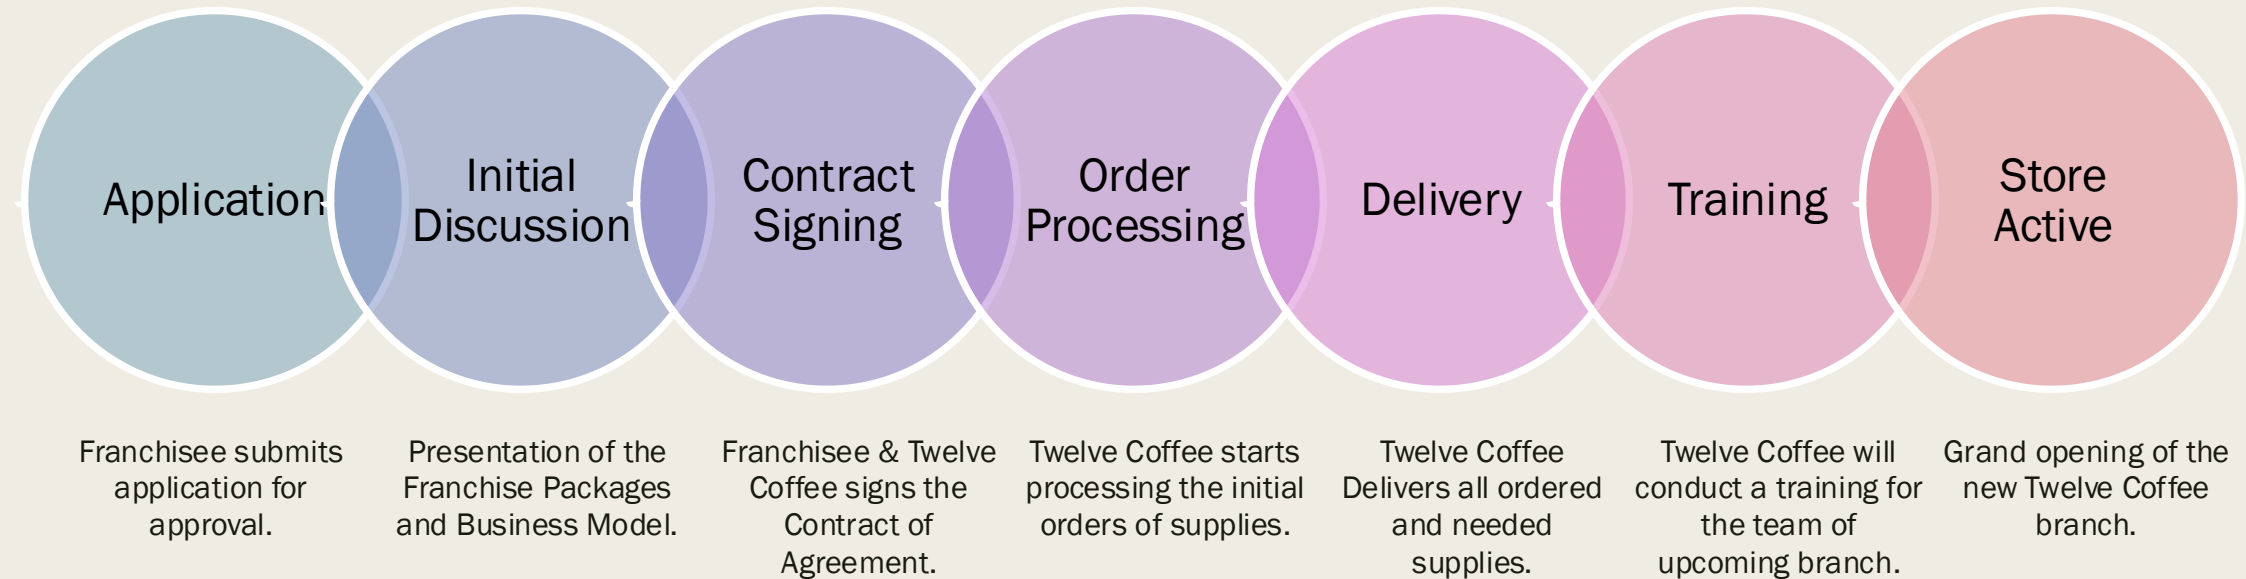 Application
Initial
Discussion
Contract
Signing
Order
Processing
Delivery
Training
Store
Active
Franchisee submits
application for
approval.
Presentation of the
Franchise Packages
and Business Model.
Franchisee & Twelve
Coffee signs the
Contract of
Agreement.
Twelve Coffee starts
processing the initial
orders of supplies.
Twelve Coffee
Delivers all ordered
and needed
supplies.
Twelve Coffee will
conduct a training for
the team of
upcoming branch.
Grand opening of the
new Twelve Coffee
branch.